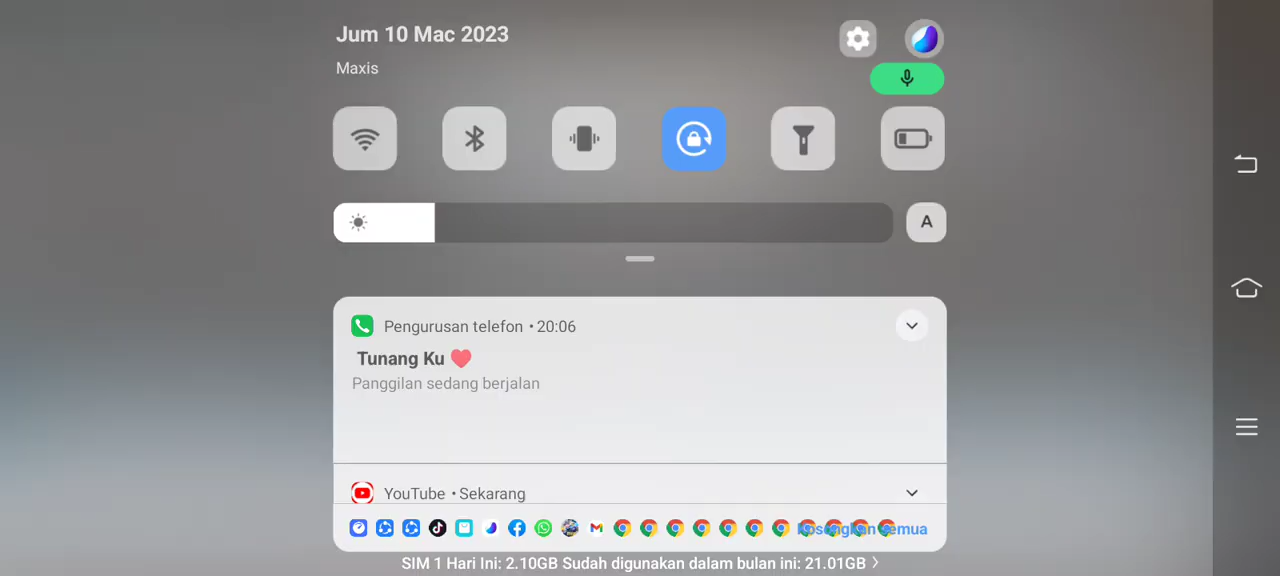 Jum 10 Mac 2023
Maxis
A
Pengurusan telefon • 20:06
Tunang Ku ❤️
Panggilan sedang berjalan
YouTube • Sekarang
Kosongkan semua
SIM 1 Hari Ini: 2.10GB Sudah digunakan dalam bulan ini: 21.01GB >